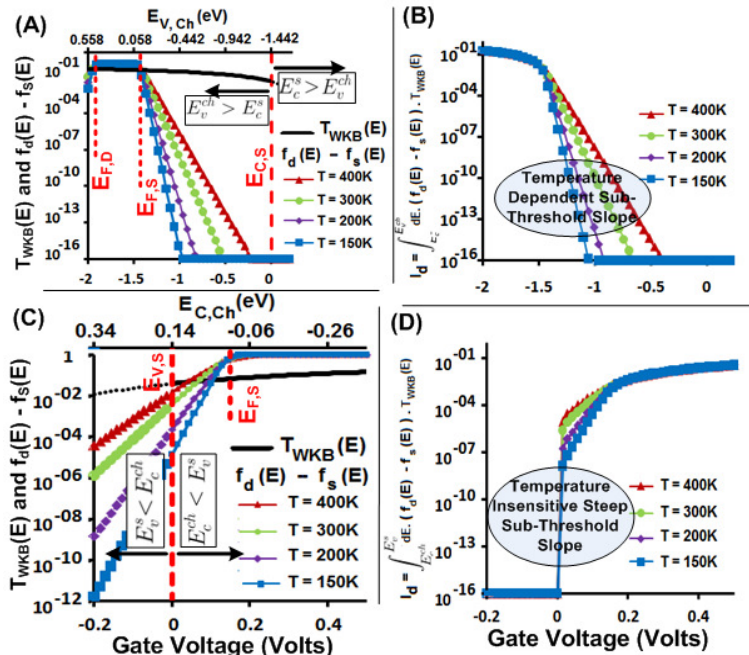 (A)
E_V, Ch (eV)
0.558 0.058 -0.442 -0.942 -1.442
T_WKB(E) and f_d(E) - f_S(E)
10^-01
10^-04
10^-07
10^-10
10^-13
10^-16
E_c^s > E_v^ch
E_v^ch > E_c^s
E_F,D
E_F,S
E_C,S
T_WKB(E)
f_d(E) − f_s(E)
T = 400K
T = 300K
T = 200K
T = 150K
-2 -1.5 -1 -0.5 0
(B)
I_d = ∫_{E_c^s}^{E_v^ch} dE. (f_d(E) - f_s(E)) . T_WKB(E)
10^-01
10^-04
10^-07
10^-10
10^-13
10^-16
T = 400K
T = 300K
T = 200K
T = 150K
Temperature
Dependent Sub-
Threshold Slope
-2 -1.5 -1 -0.5 0
(C)
E_C,Ch(eV)
0.34 0.14 -0.06 -0.26
T_WKB(E) and f_d(E) - f_S(E)
1
10^-02
10^-04
10^-06
10^-08
10^-10
10^-12
E_V,S
E_F,S
E_v^s < E_c^ch
E_c^ch < E_v^s
T_WKB(E)
f_d(E) − f_s(E)
T = 400K
T = 300K
T = 200K
T = 150K
-0.2 0 0.2 0.4
Gate Voltage (Volts)
(D)
I_d = ∫_{E_c^ch}^{E_v^s} dE. (f_d(E) - f_s(E)) . T_WKB(E)
10^-01
10^-04
10^-07
10^-10
10^-13
10^-16
Temperature
Insensitive Steep
Sub-Threshold
Slope
T = 400K
T = 300K
T = 200K
T = 150K
-0.2 0 0.2 0.4
Gate Voltage (Volts)